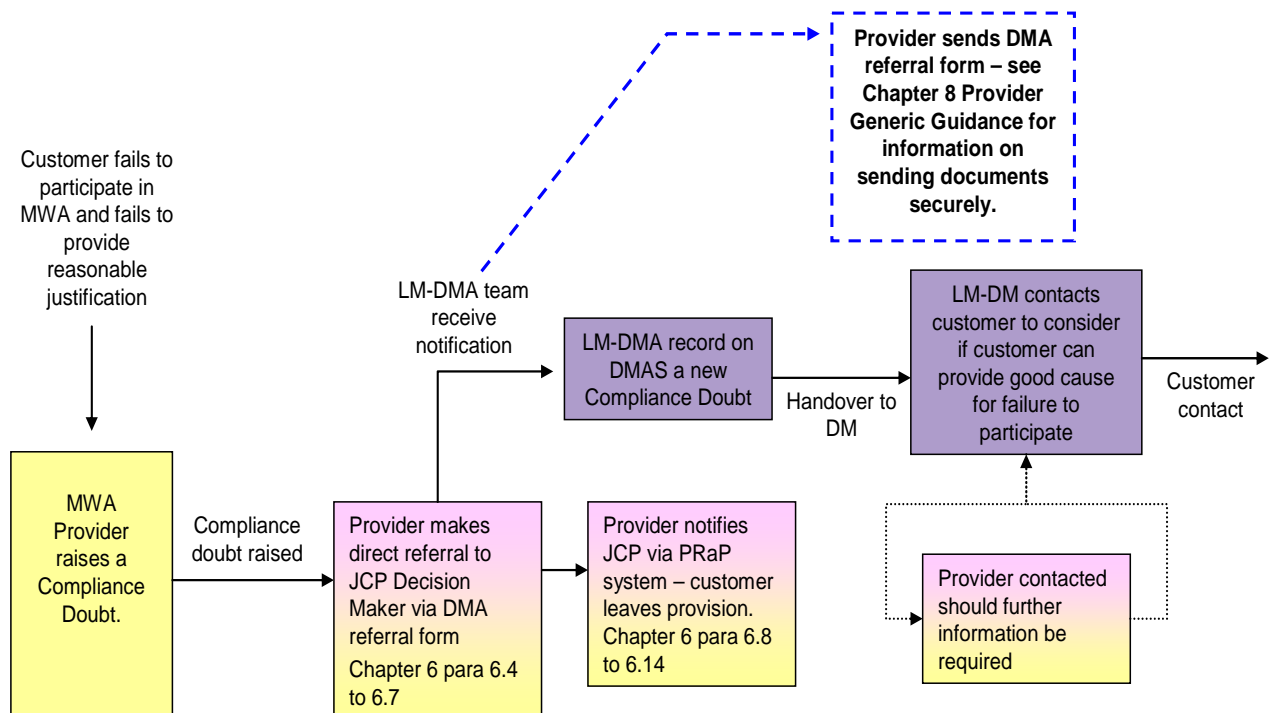 Provider sends DMA
referral form – see
Chapter 8 Provider
Generic Guidance for
information on
sending documents
securely.
Customer fails to
participate in
MWA and fails to
provide
reasonable
justification
LM-DMA team
receive
notification
LM-DMA record on
DMAS a new
Compliance Doubt
Handover to
DM
LM-DM contacts
customer to consider
if customer can
provide good cause
for failure to
participate
Customer
contact
MWA
Provider
raises a
Compliance
Doubt.
Compliance
doubt raised
Provider makes
direct referral to
JCP Decision
Maker via DMA
referral form
Chapter 6 para 6.4
to 6.7
Provider notifies
JCP via PRaP
system – customer
leaves provision.
Chapter 6 para 6.8
to 6.14
Provider contacted
should further
information be
required